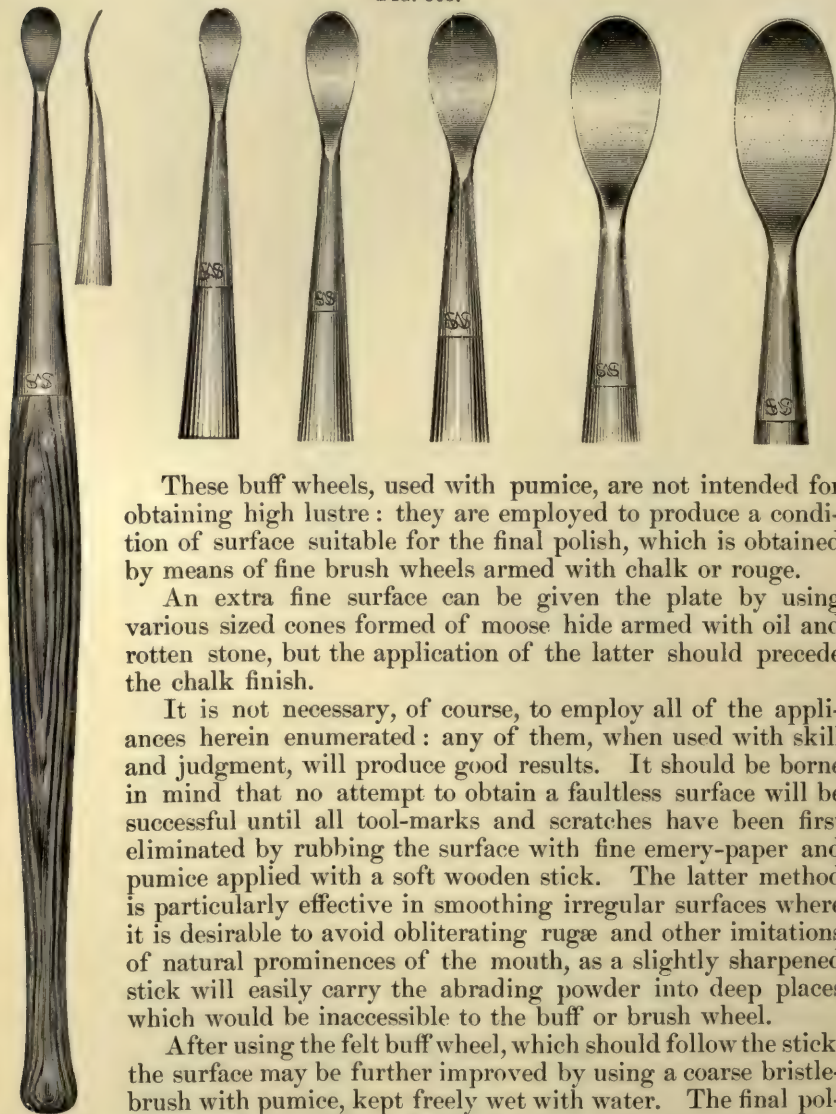 These buff wheels, used with pumice, are not intended for
obtaining high lustre : they are employed to produce a condi-
tion of surface suitable for the final polish, which is obtained
by means of fine brush wheels armed with chalk or rouge.
An extra fine surface can be given the plate by using
various sized cones formed of moose hide armed with oil and
rotten stone, but the application of the latter should precede
the chalk finish.
It is not necessary, of course, to employ all of the appli-
ances herein enumerated : any of them, when used with skill
and judgment, will produce good results. It should be borne
in mind that no attempt to obtain a faultless surface will be
successful until all tool-marks and scratches have been first
eliminated by rubbing the surface with fine emery-paper and
pumice applied with a soft wooden stick. The latter method
is particularly effective in smoothing irregular surfaces where
it is desirable to avoid obliterating rugæ and other imitations
of natural prominences of the mouth, as a slightly sharpened
stick will easily carry the abrading powder into deep places
which would be inaccessible to the buff or brush wheel.
After using the felt buff wheel, which should follow the stick,
the surface may be further improved by using a coarse bristle-
brush with pumice, kept freely wet with water. The final pol-